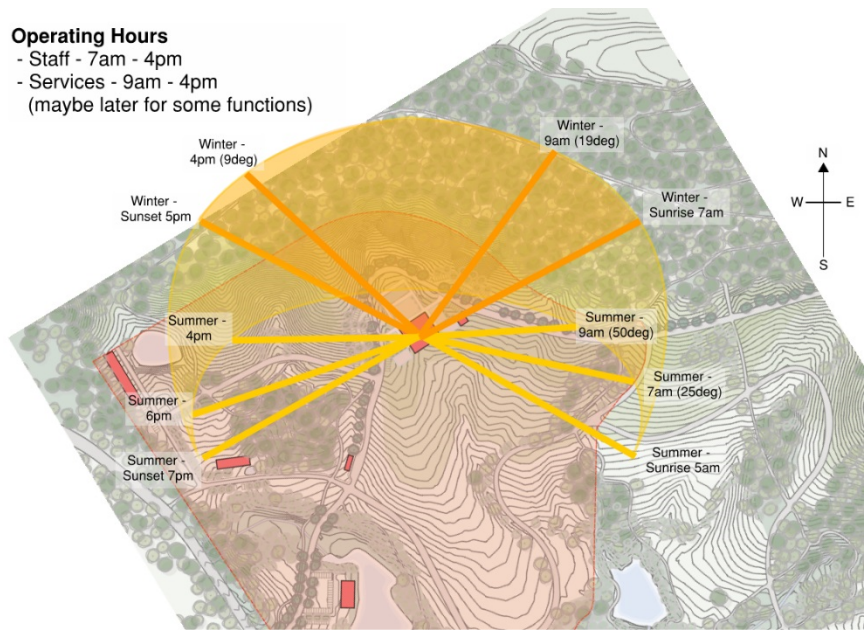 Operating Hours
- Staff - 7am - 4pm
- Services - 9am - 4pm
(maybe later for some functions)
Winter -
4pm (9deg)
Winter -
9am (19deg)
Winter -
Sunset 5pm
Winter -
Sunrise 7am
N
W
E
S
Summer -
4pm
Summer -
9am (50deg)
Summer -
7am (25deg)
Summer -
6pm
Summer -
Sunset 7pm
Summer -
Sunrise 5am